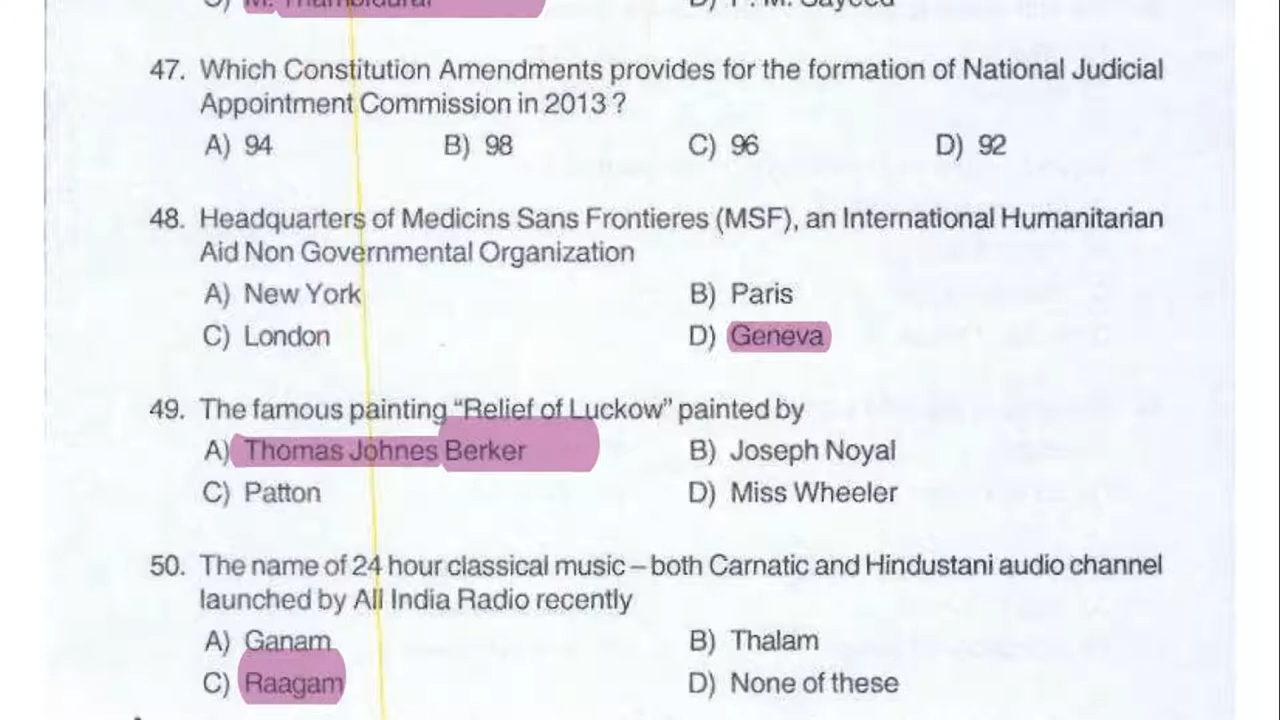 C) M. Thambidurai D) P. M. Sayeed
47. Which Constitution Amendments provides for the formation of National Judicial
Appointment Commission in 2013 ?
A) 94 B) 98 C) 96 D) 92
48. Headquarters of Medicins Sans Frontieres (MSF), an International Humanitarian
Aid Non Governmental Organization
A) New York B) Paris
C) London D) Geneva
49. The famous painting “Relief of Luckow” painted by
A) Thomas Johnes Berker B) Joseph Noyal
C) Patton D) Miss Wheeler
50. The name of 24 hour classical music – both Carnatic and Hindustani audio channel
launched by All India Radio recently
A) Ganam B) Thalam
C) Raagam D) None of these